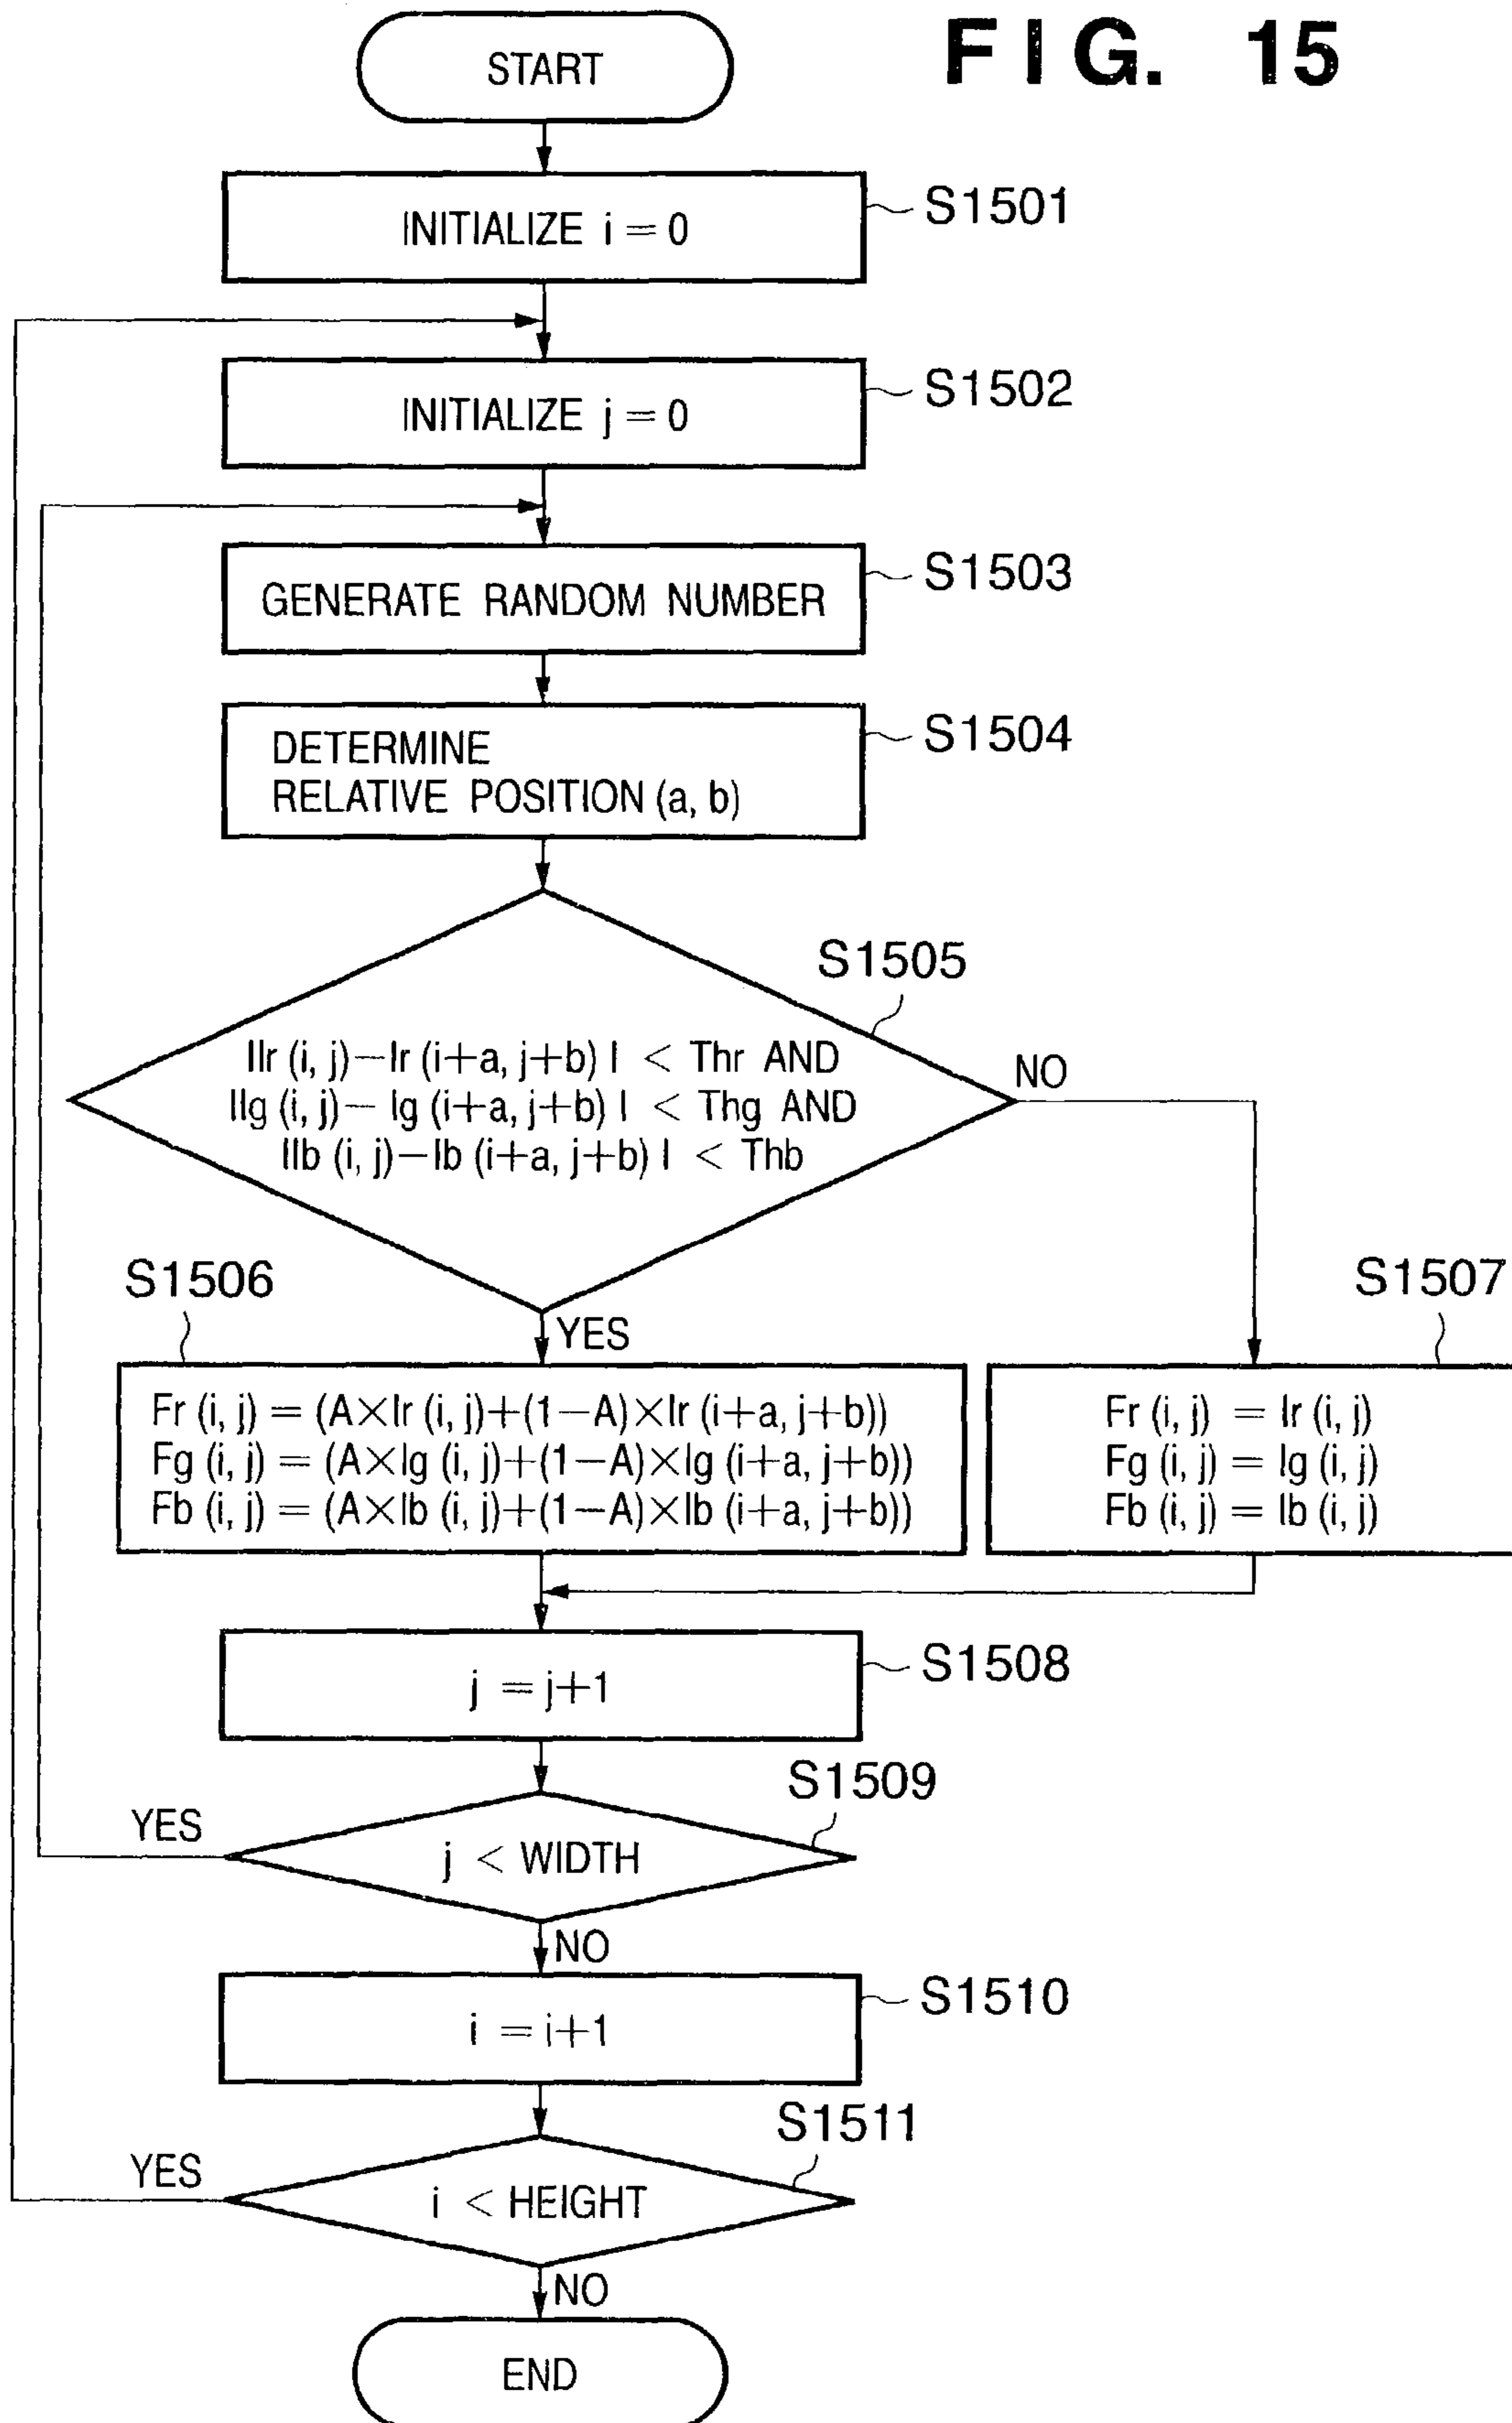 FIG. 15
START
INITIALIZE i = 0
S1501
INITIALIZE j = 0
S1502
GENERATE RANDOM NUMBER
S1503
DETERMINE
RELATIVE POSITION (a, b)
S1504
S1505
|Ir (i, j)−Ir (i+a, j+b) | < Thr AND
|Ig (i, j)− Ig (i+a, j+b) | < Thg AND
|Ib (i, j)−Ib (i+a, j+b) | < Thb
NO
YES
S1506
Fr (i, j) = (A×Ir (i, j)+(1−A)×Ir (i+a, j+b))
Fg (i, j) = (A×Ig (i, j)+(1−A)×Ig (i+a, j+b))
Fb (i, j) = (A×Ib (i, j)+(1−A)×Ib (i+a, j+b))
S1507
Fr (i, j) = Ir (i, j)
Fg (i, j) = Ig (i, j)
Fb (i, j) = Ib (i, j)
j = j+1
S1508
S1509
YES
j < WIDTH
NO
i = i+1
S1510
S1511
YES
i < HEIGHT
NO
END